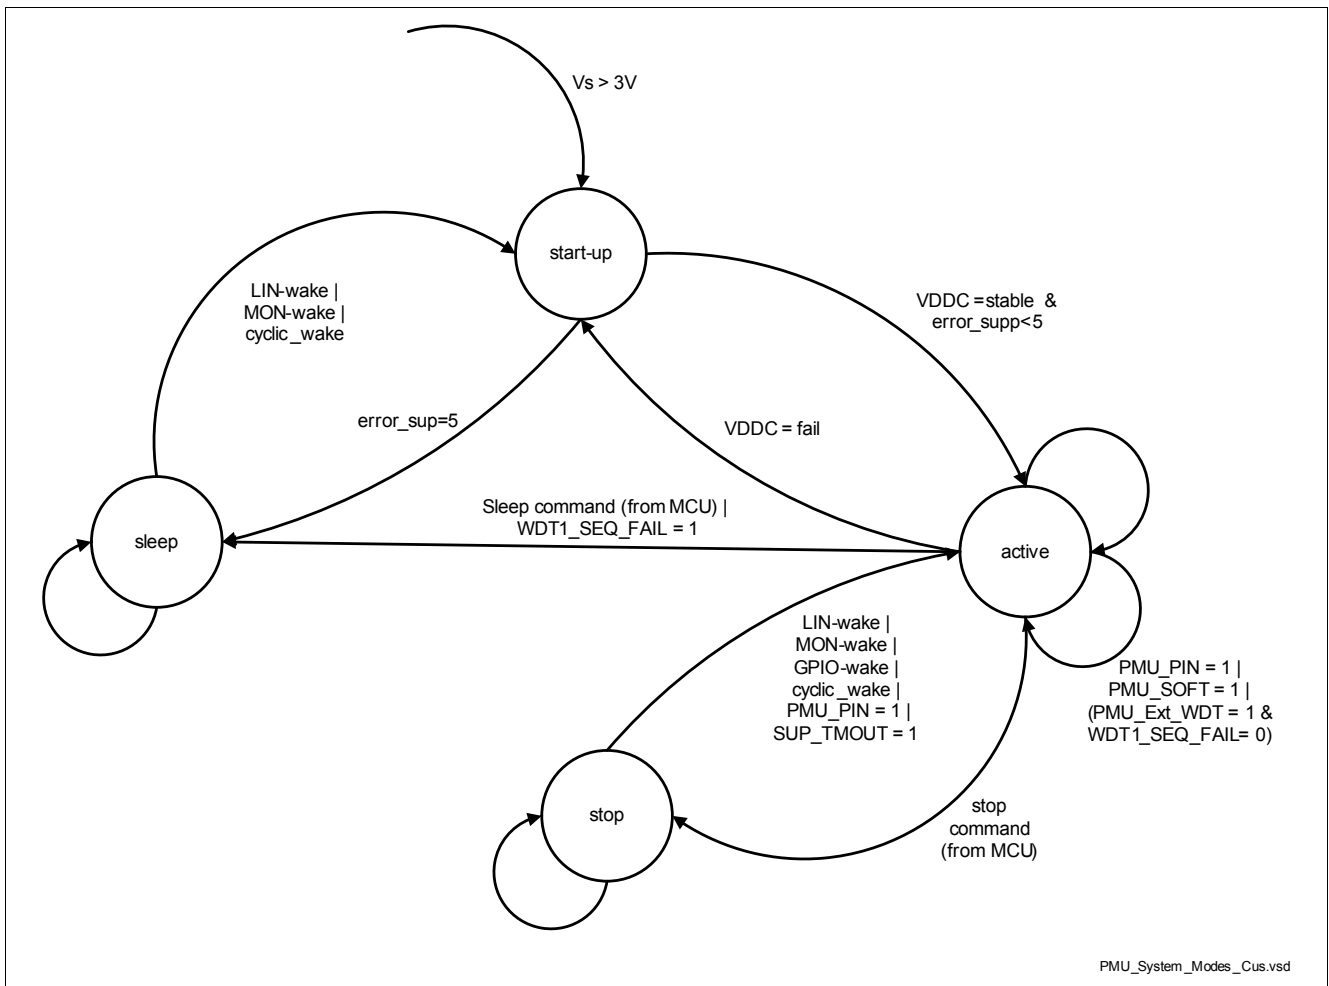 Vs > 3V
start-up
LIN-wake |
MON-wake |
cyclic_wake
VDDC =stable &
error_supp<5
error_sup=5
VDDC = fail
Sleep command (from MCU) |
WDT1_SEQ_FAIL = 1
sleep
active
LIN-wake |
MON-wake |
GPIO-wake |
cyclic_wake |
PMU_PIN = 1 |
SUP_TMOUT = 1
PMU_PIN = 1 |
PMU_SOFT = 1 |
(PMU_Ext_WDT = 1 &
WDT1_SEQ_FAIL= 0)
stop
stop
command
(from MCU)
PMU_System_Modes_Cus.vsd